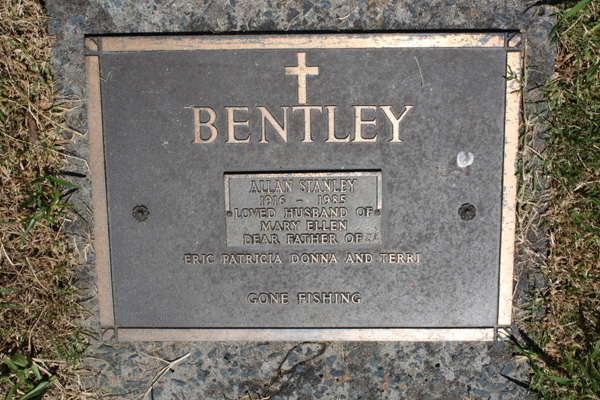 BENTLEY
ALLAN STANLEY
1916 - 1985
LOVED HUSBAND OF
MARY ELLEN
DEAR FATHER OF
ERIC PATRICIA DONNA AND TERRI
GONE FISHING